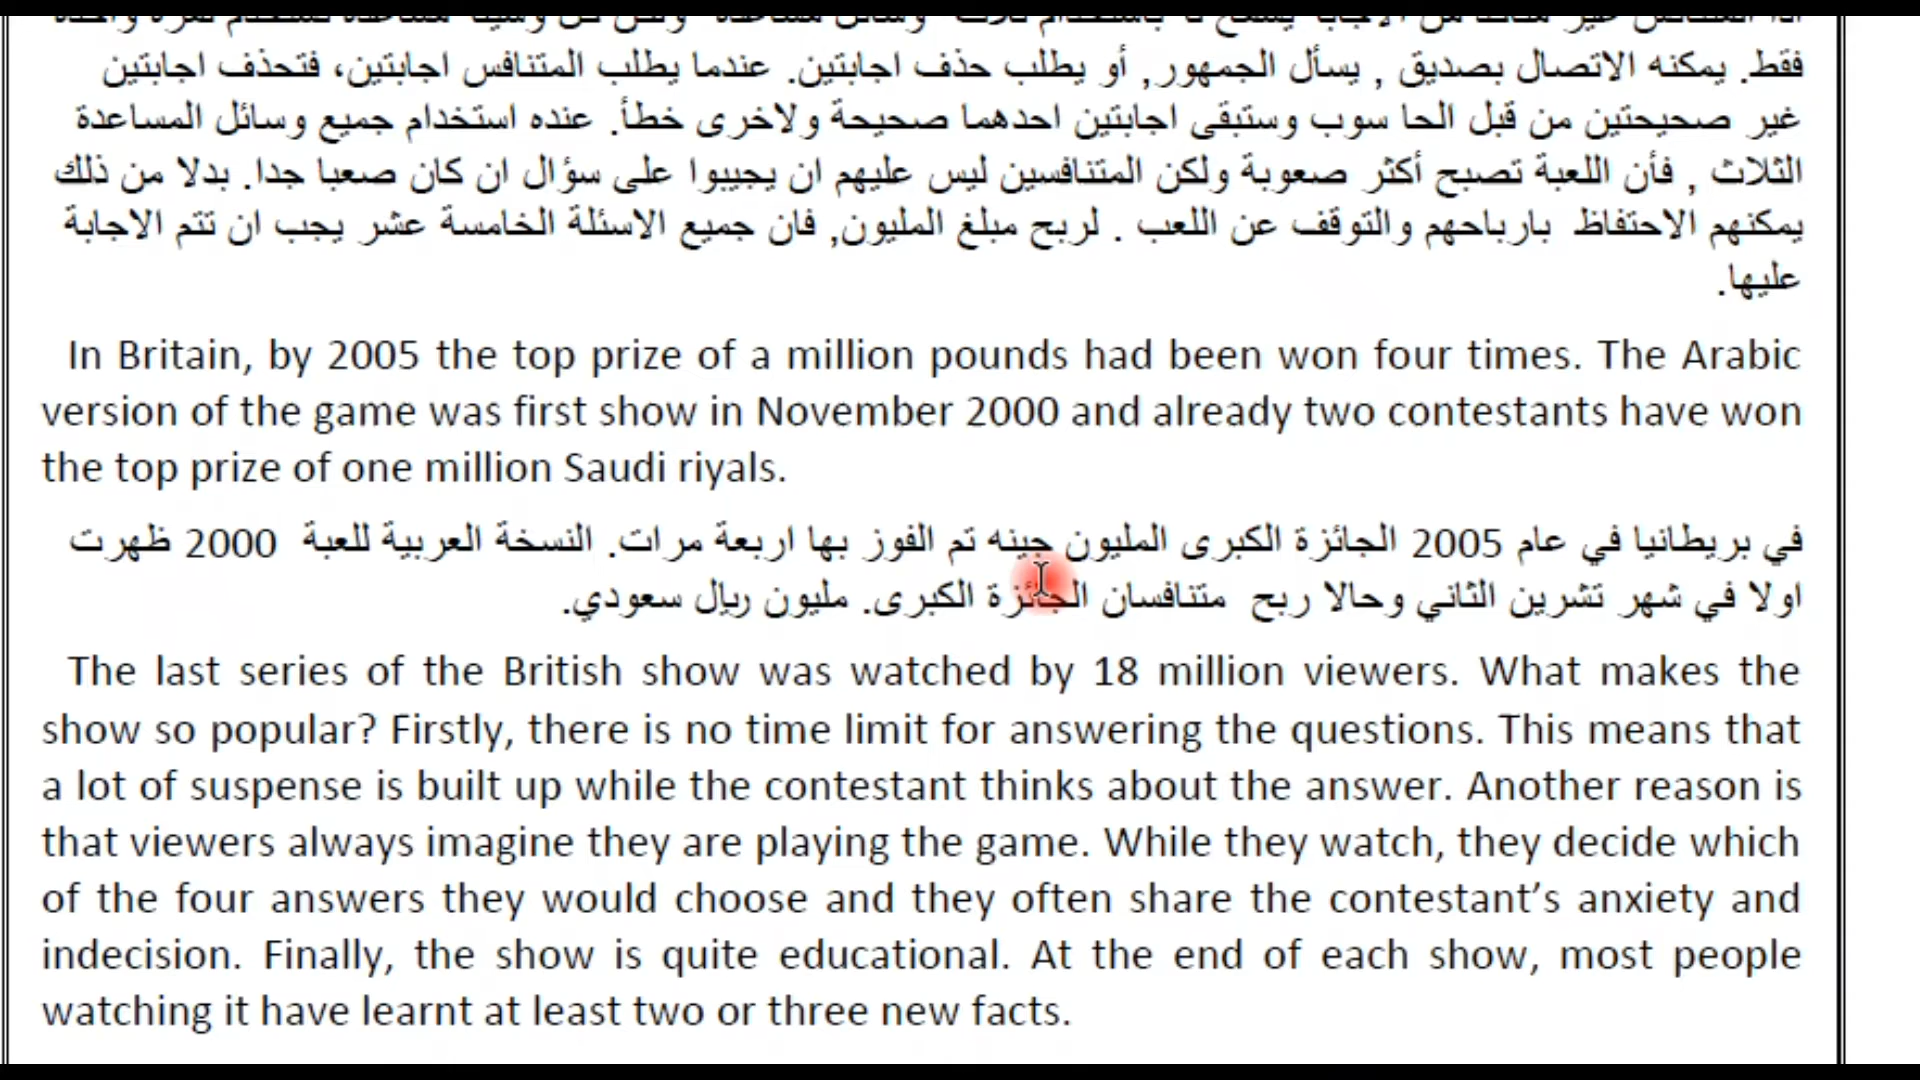 فقط. يمكنه الاتصال بصديق , يسأل الجمهور, أو يطلب حذف اجابتين. عندما يطلب المتنافس اجابتين، فتحذف اجابتين
غير صحيحتين من قبل الحا سوب وستبقى اجابتين احدهما صحيحة ولاخرى خطأ. عنده استخدام جميع وسائل المساعدة
الثلاث , فأن اللعبة تصبح أكثر صعوبة ولكن المتنافسين ليس عليهم ان يجيبوا على سؤال ان كان صعبا جدا. بدلا من ذلك
يمكنهم الاحتفاظ بارباحهم والتوقف عن اللعب . لربح مبلغ المليون, فان جميع الاسئلة الخامسة عشر يجب ان تتم الاجابة
عليها.
In Britain, by 2005 the top prize of a million pounds had been won four times. The Arabic
version of the game was first show in November 2000 and already two contestants have won
the top prize of one million Saudi riyals.
في بريطانيا في عام 2005 الجائزة الكبرى المليون جينه تم الفوز بها اربعة مرات. النسخة العربية للعبة 2000 ظهرت
اولا في شهر تشرين الثاني وحالا ربح متنافسان الجائزة الكبرى. مليون ريال سعودي.
The last series of the British show was watched by 18 million viewers. What makes the
show so popular? Firstly, there is no time limit for answering the questions. This means that
a lot of suspense is built up while the contestant thinks about the answer. Another reason is
that viewers always imagine they are playing the game. While they watch, they decide which
of the four answers they would choose and they often share the contestant’s anxiety and
indecision. Finally, the show is quite educational. At the end of each show, most people
watching it have learnt at least two or three new facts.